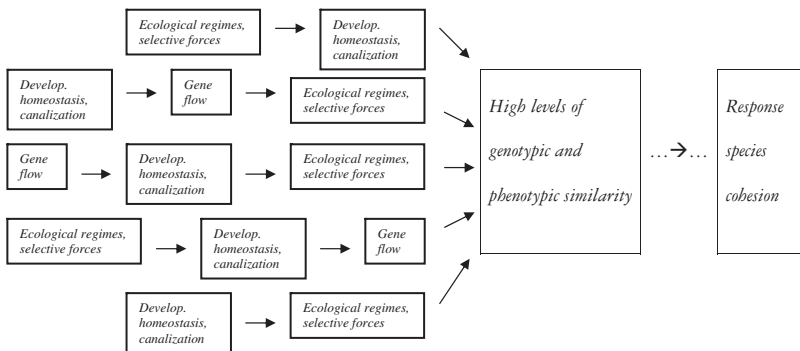 Ecological regimes,
selective forces
Develop.
homeostasis,
canalization
Develop.
homeostasis,
canalization
Gene
flow
Ecological regimes,
selective forces
Gene
flow
Develop.
homeostasis,
canalization
Ecological regimes,
selective forces
Ecological regimes,
selective forces
Develop.
homeostasis,
canalization
Gene
flow
Develop.
homeostasis,
canalization
Ecological regimes,
selective forces
High levels of
genotypic and
phenotypic similarity
…→…
Response
species
cohesion